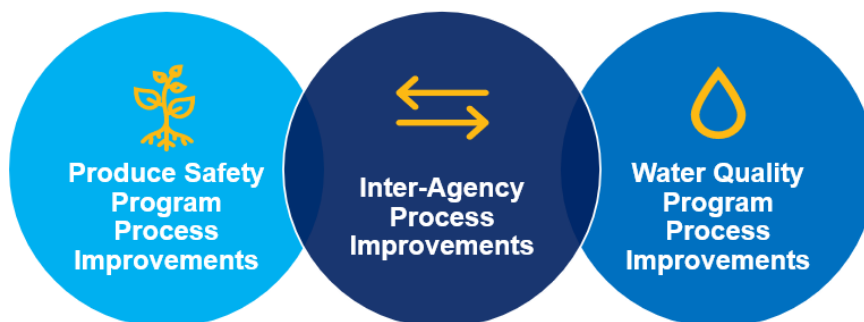 Produce Safety
Program
Process
Improvements
Inter-Agency
Process
Improvements
Water Quality
Program
Process
Improvements